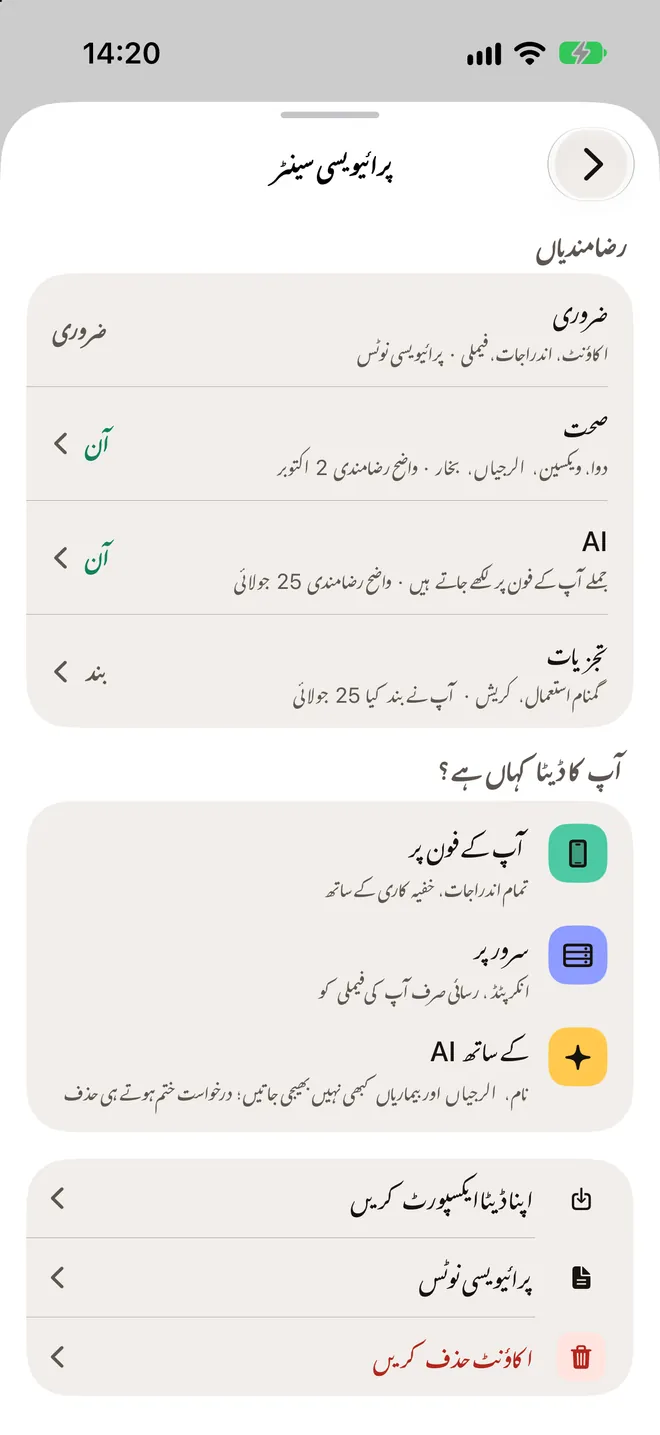 14:20
پرائیویسی سینٹر
رضامندیاں
ضروری
ضروری
اکاؤنٹ، اندراجات، فیملی · پرائیویسی نوٹس
صحت
آن
دوا، ویکسین، الرجیاں، بخار · واضح رضامندی 2 اکتوبر
AI
آن
جملے آپ کے فون پر لکھے جاتے ہیں · واضح رضامندی 25 جولائی
تجزیات
بند
گمنام استعمال، کریش · آپ نے بند کیا 25 جولائی
آپ کا ڈیٹا کہاں ہے؟
آپ کے فون پر
تمام اندراجات، خفیہ کاری کے ساتھ
سرور پر
انکرپٹڈ، رسائی صرف آپ کی فیملی کو
AI کے ساتھ
نام، الرجیاں اور بیماریاں کبھی نہیں بھیجی جاتیں؛ درخواست ختم ہوتے ہی حذف
اپنا ڈیٹا ایکسپورٹ کریں
پرائیویسی نوٹس
اکاؤنٹ حذف کریں